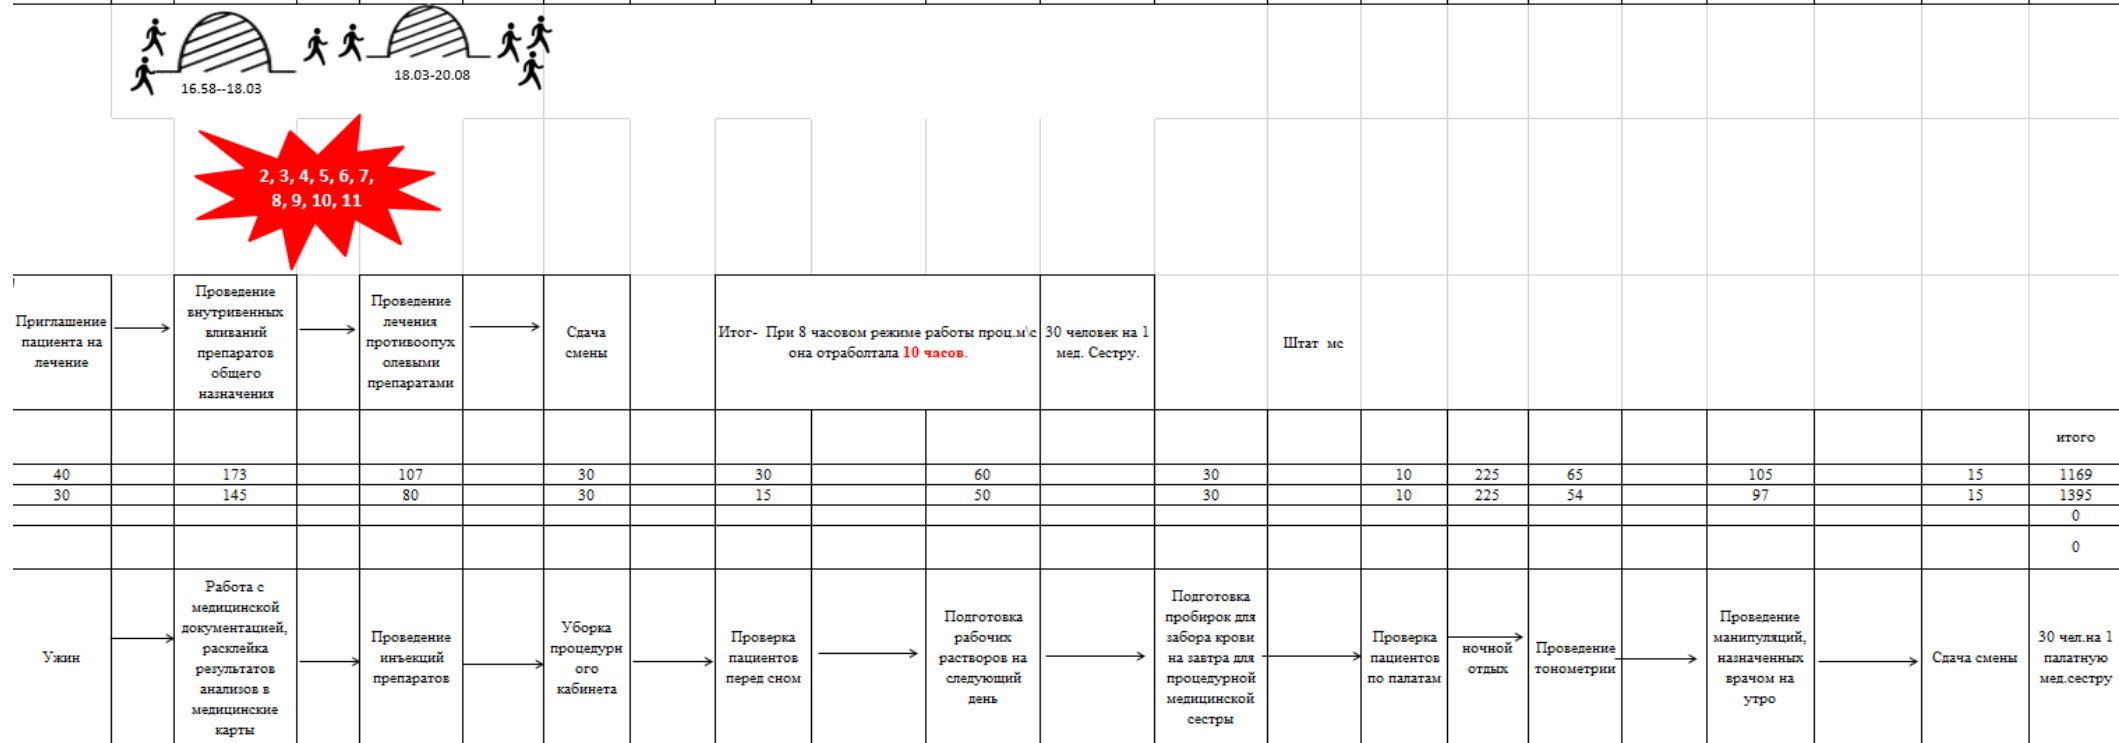 16.58--18.03
18.03-20.08
2, 3, 4, 5, 6, 7,
8, 9, 10, 11
Приглашение
пациента на
лечение
Проведение
внутривенных
вливаний
препаратов
общего
назначения
Проведение
лечения
противоопух
олевыми
препаратами
Сдача
смены
Итог- При 8 часовом режиме работы проц.м\с
она отраболтала 10 часов.
30 человек на 1
мед. Сестру.
Штат мс
итого
40 173 107 30 30 60 30 10 225 65 105 15 1169
30 145 80 30 15 50 30 10 225 54 97 15 1395
0
0
Ужин
Работа с
медицинской
документацией,
расклейка
результатов
анализов в
медицинские
карты
Проведение
инъекций
препаратов
Уборка
процедурн
ого
кабинета
Проверка
пациентов
перед сном
Подготовка
рабочих
растворов на
следующий
день
Подготовка
пробирок для
забора крови
на завтра для
процедурной
медицинской
сестры
Проверка
пациентов
по палатам
ночной
отдых
Проведение
тонометрии
Проведение
манипуляций,
назначенных
врачом на
утро
Сдача смены
30 чел.на 1
палатную
мед.сестру